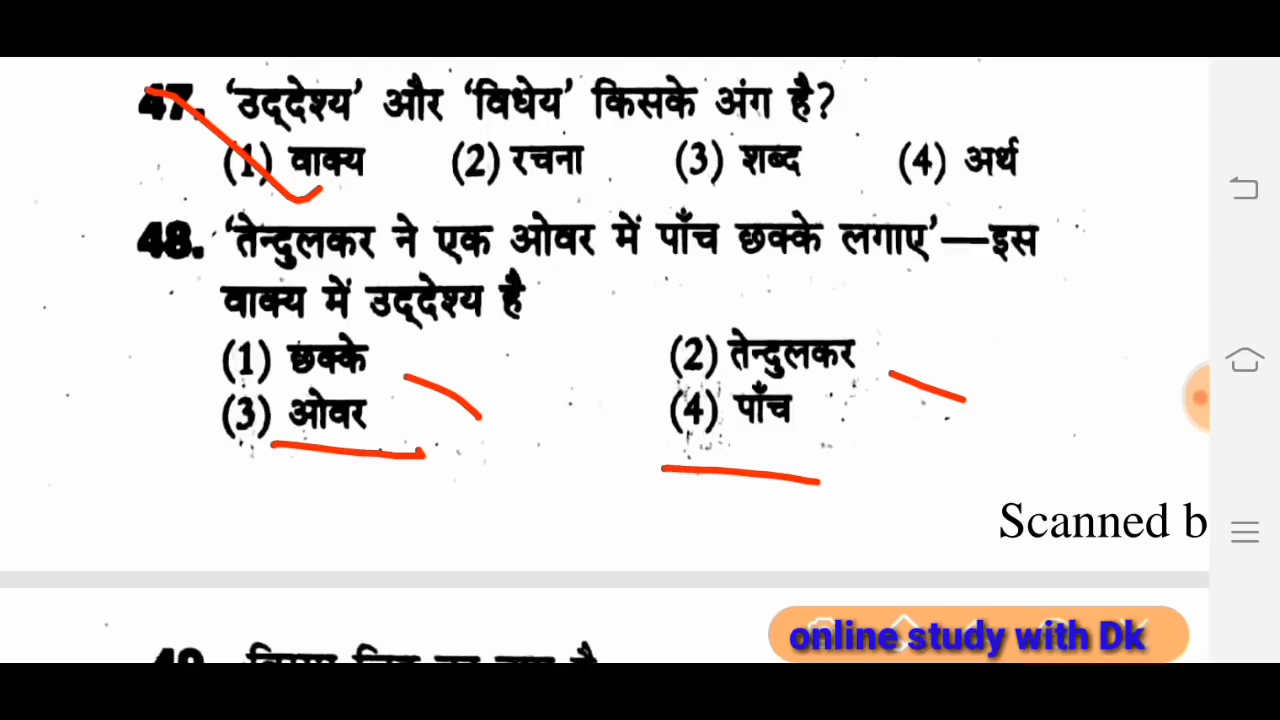 47. ‘उद्देश्य’ और ‘विधेय’ किसके अंग है?
(1) वाक्य (2) रचना (3) शब्द (4) अर्थ
48. ‘तेन्दुलकर ने एक ओवर में पाँच छक्के लगाए’—इस
वाक्य में उद्देश्य है
(1) छक्के (2) तेन्दुलकर
(3) ओवर (4) पाँच
Scanned b
online study with Dk